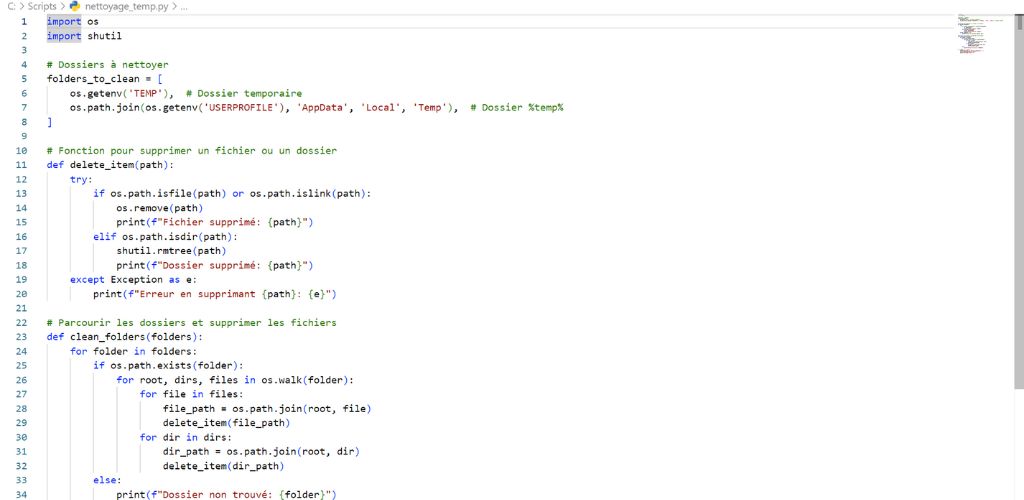 C: > Scripts > nettoyage_temp.py > ...
1 import os
2 import shutil
3
4 # Dossiers à nettoyer
5 folders_to_clean = [
6     os.getenv('TEMP'),  # Dossier temporaire
7     os.path.join(os.getenv('USERPROFILE'), 'AppData', 'Local', 'Temp'),  # Dossier %temp%
8 ]
9
10 # Fonction pour supprimer un fichier ou un dossier
11 def delete_item(path):
12     try:
13         if os.path.isfile(path) or os.path.islink(path):
14             os.remove(path)
15             print(f"Fichier supprimé: {path}")
16         elif os.path.isdir(path):
17             shutil.rmtree(path)
18             print(f"Dossier supprimé: {path}")
19     except Exception as e:
20         print(f"Erreur en supprimant {path}: {e}")
21
22 # Parcourir les dossiers et supprimer les fichiers
23 def clean_folders(folders):
24     for folder in folders:
25         if os.path.exists(folder):
26             for root, dirs, files in os.walk(folder):
27                 for file in files:
28                     file_path = os.path.join(root, file)
29                     delete_item(file_path)
30                 for dir in dirs:
31                     dir_path = os.path.join(root, dir)
32                     delete_item(dir_path)
33         else:
34             print(f"Dossier non trouvé: {folder}")